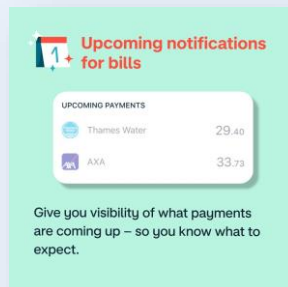 1
Upcoming notifications
for bills
UPCOMING PAYMENTS
Thames Water 29.40
AXA 33.73
Give you visibility of what payments
are coming up – so you know what to
expect.